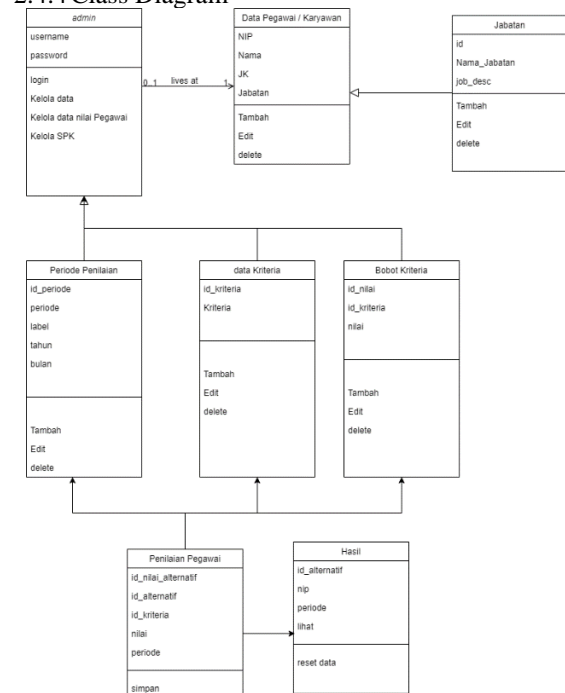 2.4.4 Class Diagram
admin
username
password
login
Kelola data
Kelola data nilai Pegawai
Kelola SPK
0..1
lives at
1
Data Pegawai / Karyawan
NIP
Nama
JK
Jabatan
Tambah
Edit
delete
Jabatan
id
Nama_Jabatan
job_desc
Tambah
Edit
delete
Periode Penilaian
id_periode
periode
label
tahun
bulan
Tambah
Edit
delete
data Kriteria
id_kriteria
Kriteria
Tambah
Edit
delete
Bobot Kriteria
id_nilai
id_kriteria
nilai
Tambah
Edit
delete
Penilaian Pegawai
id_nilai_alternatif
id_alternatif
id_kriteria
nilai
periode
simpan
Hasil
id_alternatif
nip
periode
lihat
reset data